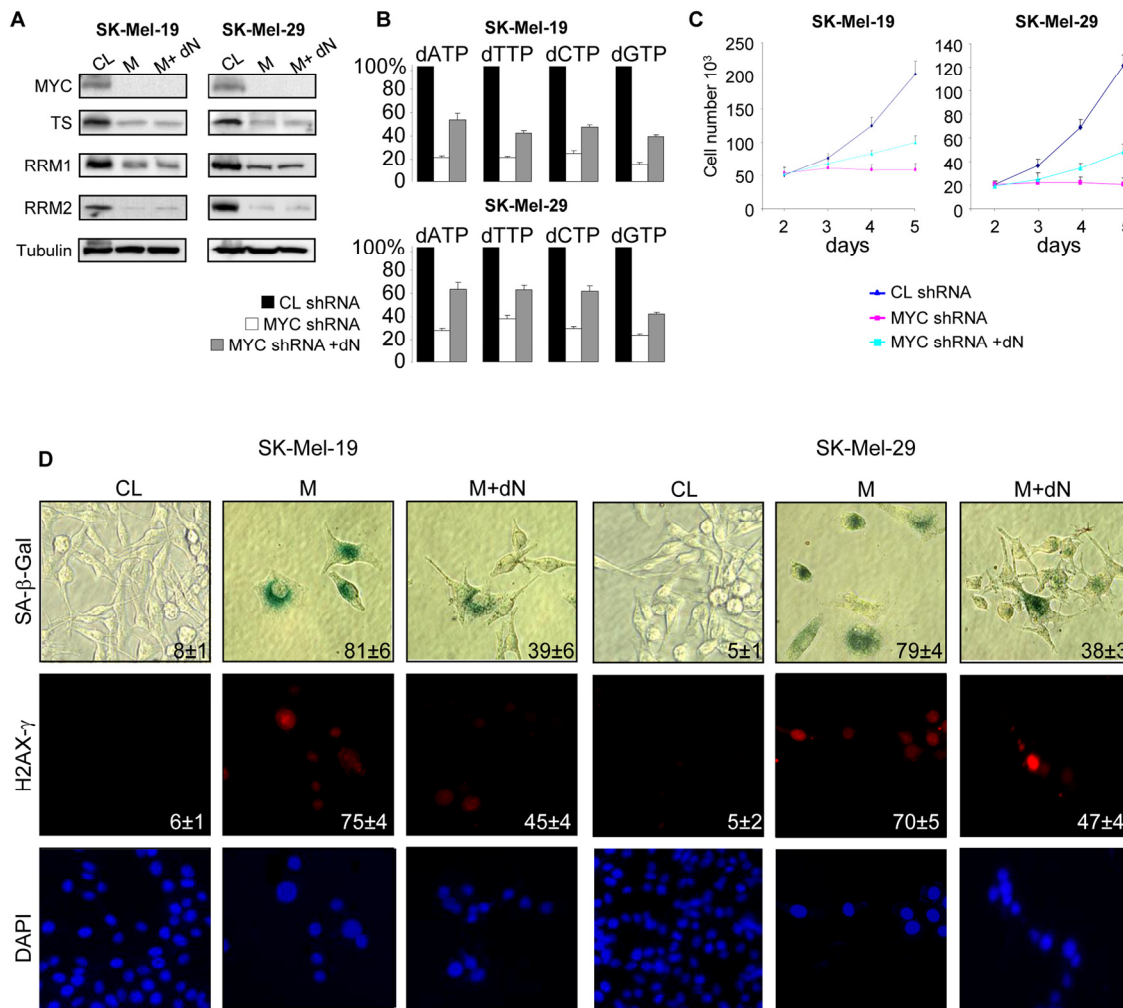 A
SK-Mel-19 SK-Mel-29
CL M M+ dN CL M M+ dN
MYC
TS
RRM1
RRM2
Tubulin
B
SK-Mel-19
dATP dTTP dCTP dGTP
100%
80
60
40
20
0
SK-Mel-29
dATP dTTP dCTP dGTP
100%
80
60
40
20
0
CL shRNA
MYC shRNA
MYC shRNA +dN
C
SK-Mel-19 SK-Mel-29
Cell number 10³
250
200
150
100
50
0
2 3 4 5
days
140
120
100
80
60
40
20
0
2 3 4 5
days
CL shRNA
MYC shRNA
MYC shRNA +dN
D
SK-Mel-19 SK-Mel-29
CL M M+dN CL M M+dN
SA-β-Gal
8±1 81±6 39±6 5±1 79±4 38±3
H2AX-γ
6±1 75±4 45±4 5±2 70±5 47±4
DAPI